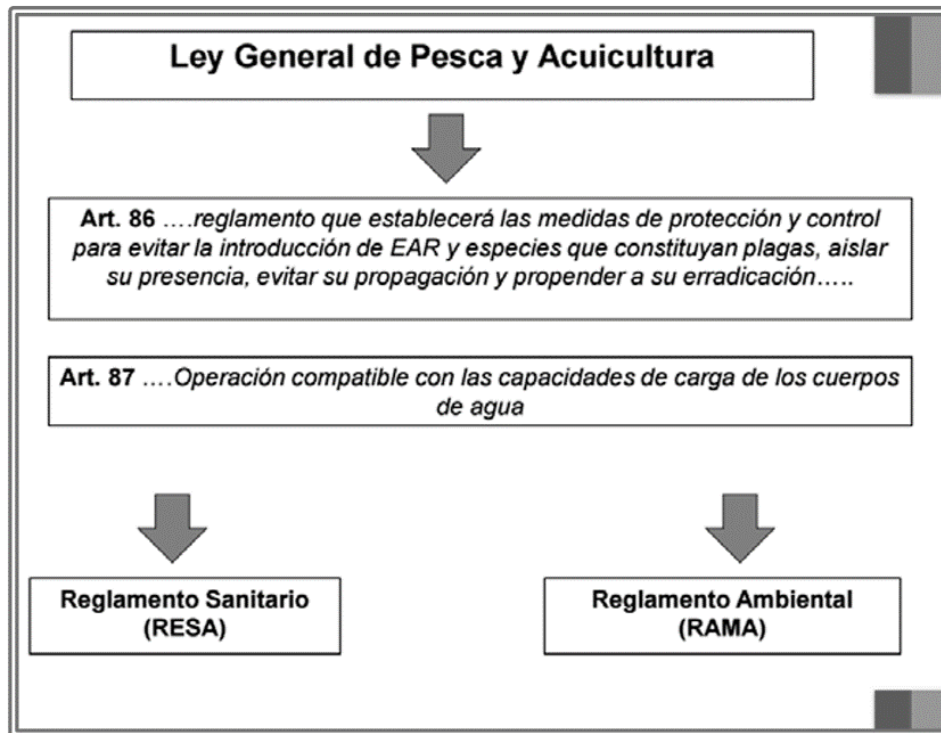 Ley General de Pesca y Acuicultura
Art. 86 ....reglamento que establecerá las medidas de protección y control
para evitar la introducción de EAR y especies que constituyan plagas, aislar
su presencia, evitar su propagación y propender a su erradicación.....
Art. 87 ....Operación compatible con las capacidades de carga de los cuerpos
de agua
Reglamento Sanitario
(RESA)
Reglamento Ambiental
(RAMA)